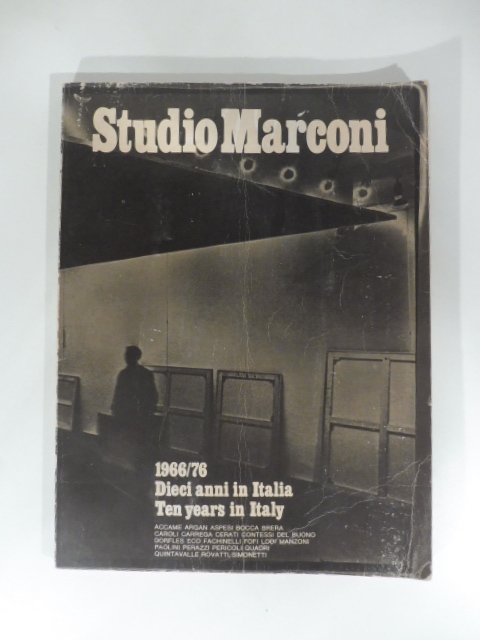 Studio Marconi
1966/76
Dieci anni in Italia
Ten years in Italy
ACCAME ARGAN ASPESI BOCCA BRERA
CAROLI CARREGA CERATI CONTESSI DEL BUONO
DORFLES ECO FACHINELLI FOFI LODI MANZONI
PAOLINI PERAZZI PERICOLI QUADRI
QUINTAVALLE ROVATTI SIMONETTI